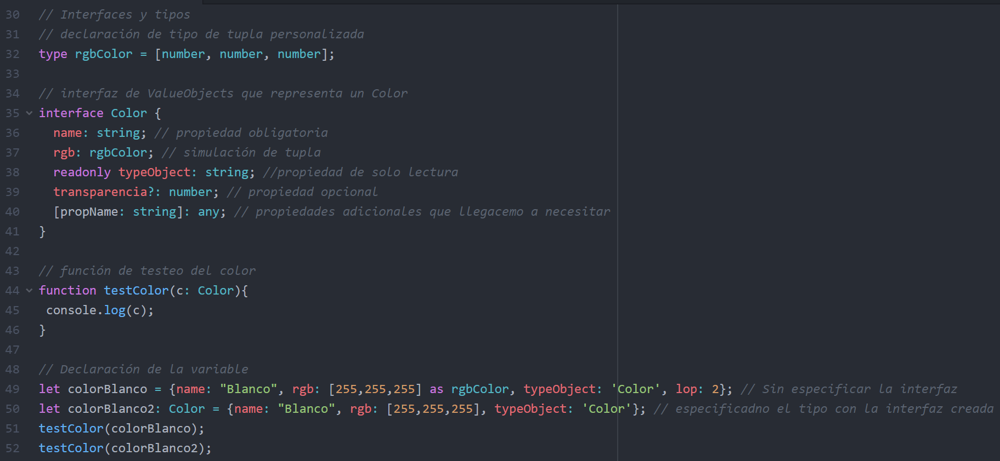 30 // Interfaces y tipos
31 // declaración de tipo de tupla personalizada
32 type rgbColor = [number, number, number];
33
34 // interfaz de ValueObjects que representa un Color
35 interface Color {
36   name: string; // propiedad obligatoria
37   rgb: rgbColor; // simulación de tupla
38   readonly typeObject: string; //propiedad de solo lectura
39   transparencia?: number; // propiedad opcional
40   [propName: string]: any; // propiedades adicionales que llegacemo a necesitar
41 }
42
43 // función de testeo del color
44 function testColor(c: Color){
45  console.log(c);
46 }
47
48 // Declaración de la variable
49 let colorBlanco = {name: "Blanco", rgb: [255,255,255] as rgbColor, typeObject: 'Color', lop: 2}; // Sin especificar la interfaz
50 let colorBlanco2: Color = {name: "Blanco", rgb: [255,255,255], typeObject: 'Color'}; // especificadno el tipo con la interfaz creada
51 testColor(colorBlanco);
52 testColor(colorBlanco2);